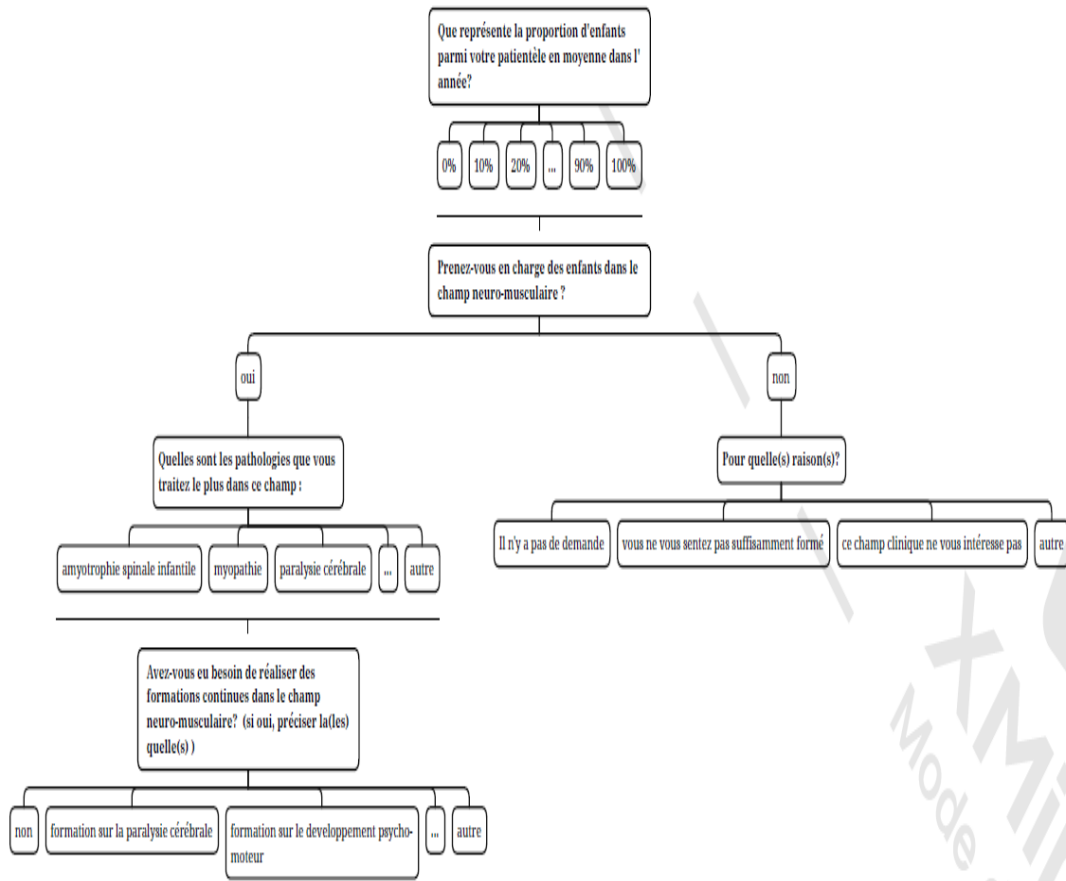 Que représente la proportion d'enfants
parmi votre patientèle en moyenne dans l'
année?
0%
10%
20%
...
90%
100%
Prenez-vous en charge des enfants dans le
champ neuro-musculaire ?
oui
non
Quelles sont les pathologies que vous
traitez le plus dans ce champ :
Pour quelle(s) raison(s)?
amyotrophie spinale infantile
myopathie
paralysie cérébrale
...
autre
Il n'y a pas de demande
vous ne vous sentez pas suffisamment formé
ce champ clinique ne vous intéresse pas
autre
Avez-vous eu besoin de réaliser des
formations continues dans le champ
neuro-musculaire? (si oui, préciser la(les)
quelle(s) )
non
formation sur la paralysie cérébrale
formation sur le developpement psycho-
moteur
...
autre
XMi
Mode